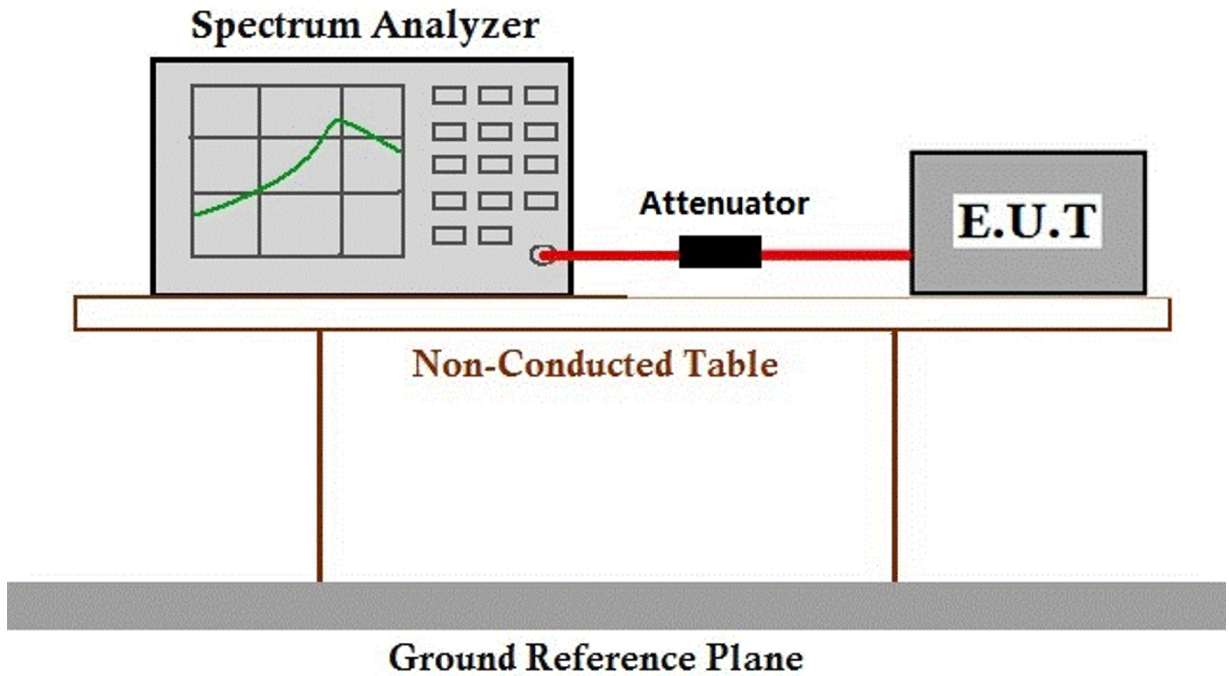 Spectrum Analyzer
Attenuator
E.U.T
Non-Conducted Table
Ground Reference Plane